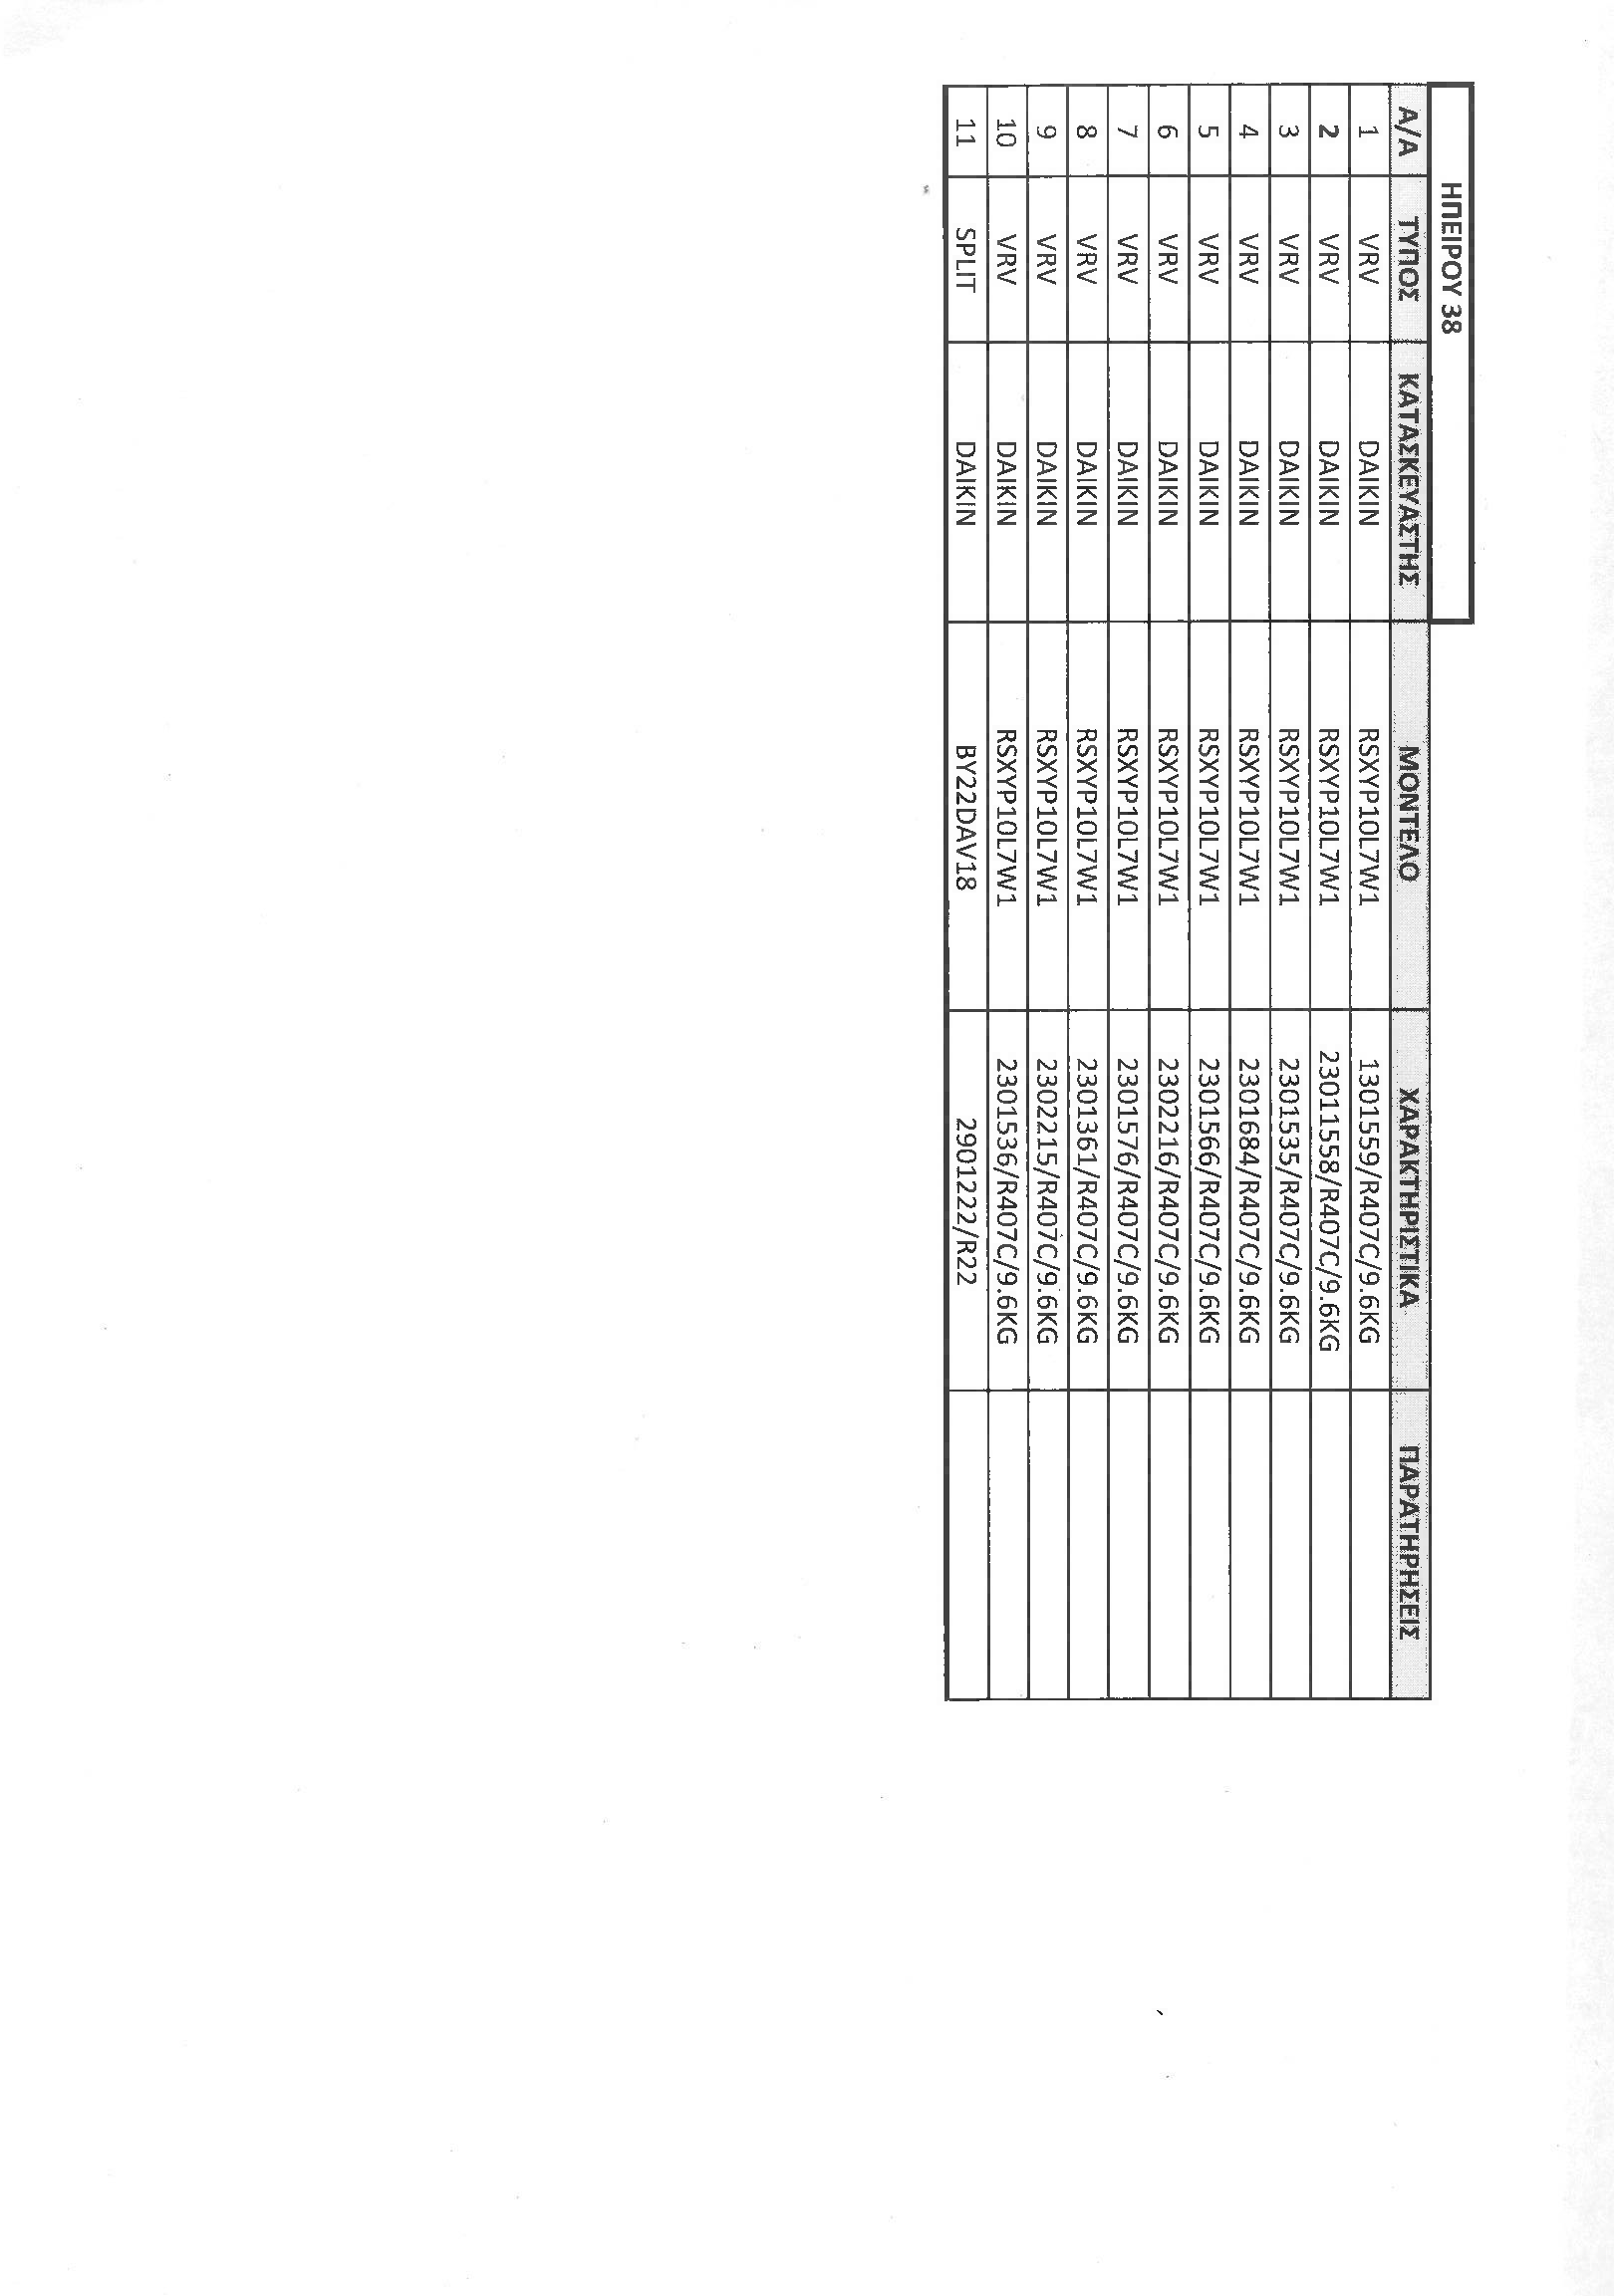 ΗΠΕΙΡΟΥ 38
Α/Α ΤΥΠΟΣ ΚΑΤΑΣΚΕΥΑΣΤΗΣ ΜΟΝΤΕΛΟ ΧΑΡΑΚΤΗΡΙΣΤΙΚΑ ΠΑΡΑΤΗΡΗΣΕΙΣ
1 VRV DAIKIN RSXYP10L7W1 1301559/R407C/9.6KG
2 VRV DAIKIN RSXYP10L7W1 23011558/R407C/9.6KG
3 VRV DAIKIN RSXYP10L7W1 2301535/R407C/9.6KG
4 VRV DAIKIN RSXYP10L7W1 2301684/R407C/9.6KG
5 VRV DAIKIN RSXYP10L7W1 2301566/R407C/9.6KG
6 VRV DAIKIN RSXYP10L7W1 2302216/R407C/9.6KG
7 VRV DAIKIN RSXYP10L7W1 2301576/R407C/9.6KG
8 VRV DAIKIN RSXYP10L7W1 2301361/R407C/9.6KG
9 VRV DAIKIN RSXYP10L7W1 2302215/R407C/9.6KG
10 VRV DAIKIN RSXYP10L7W1 2301536/R407C/9.6KG
11 SPLIT DAIKIN BY22DAV18 2901222/R22